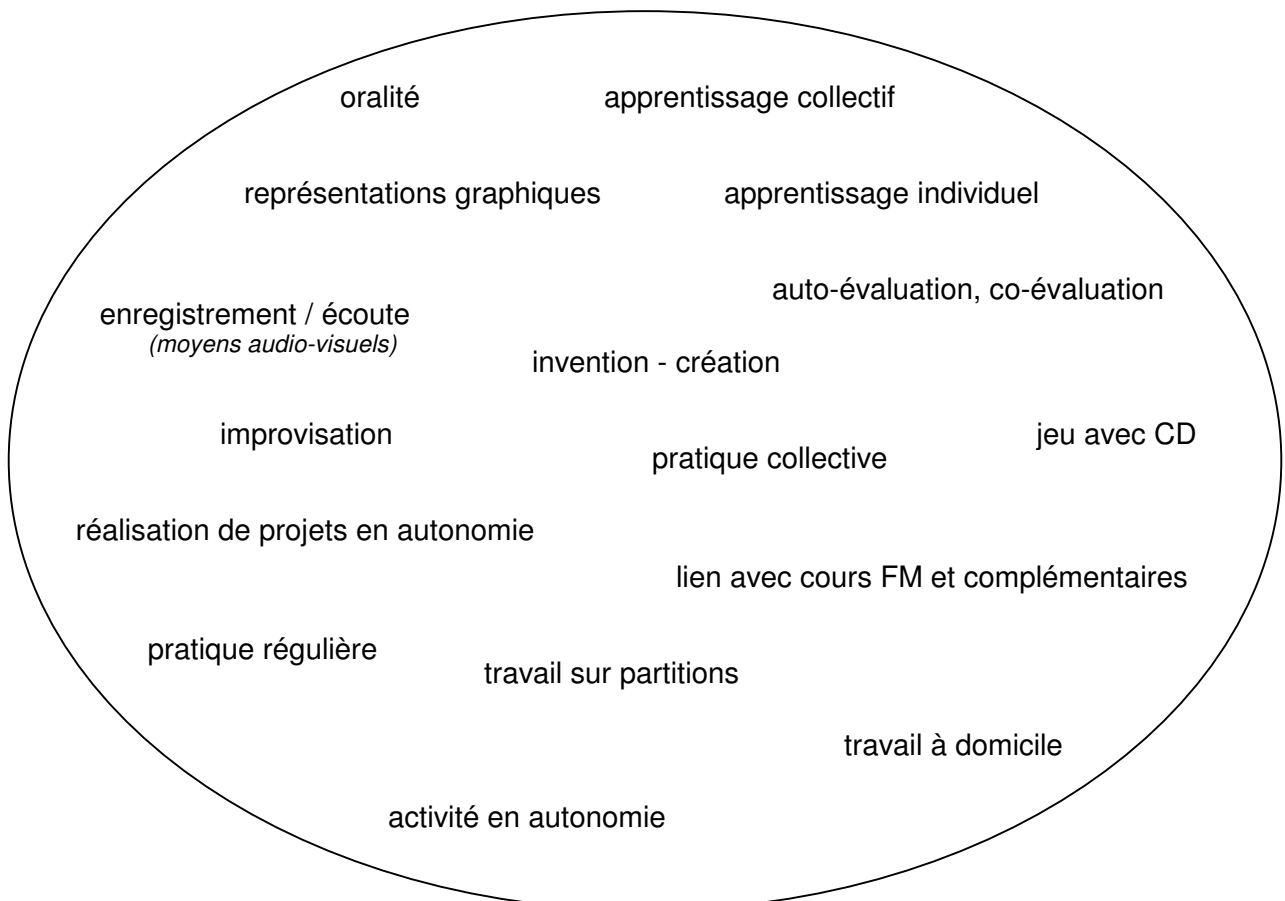 oralité
apprentissage collectif
représentations graphiques
apprentissage individuel
auto-évaluation, co-évaluation
enregistrement / écoute
(moyens audio-visuels)
invention - création
improvisation
jeu avec CD
pratique collective
réalisation de projets en autonomie
lien avec cours FM et complémentaires
pratique régulière
travail sur partitions
travail à domicile
activité en autonomie